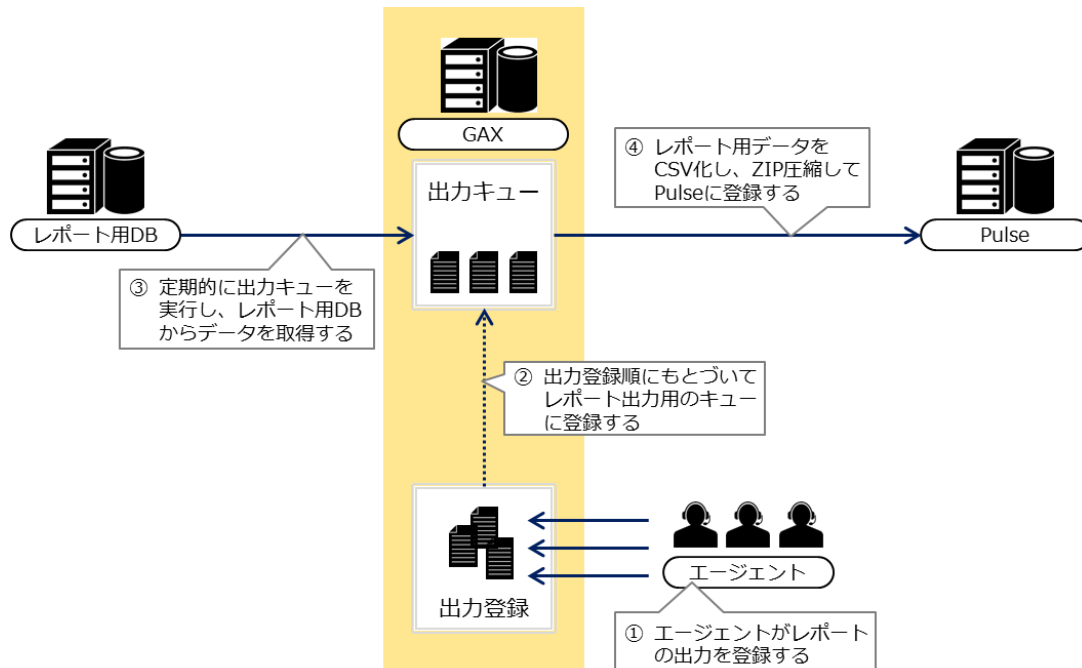 GAX
出力キュー
④ レポート用データを
CSV化し、ZIP圧縮して
Pulseに登録する
レポート用DB
Pulse
③ 定期的に出力キューを
実行し、レポート用DB
からデータを取得する
② 出力登録順にもとづいて
レポート出力用のキュー
に登録する
エージェント
出力登録
① エージェントがレポート
の出力を登録する